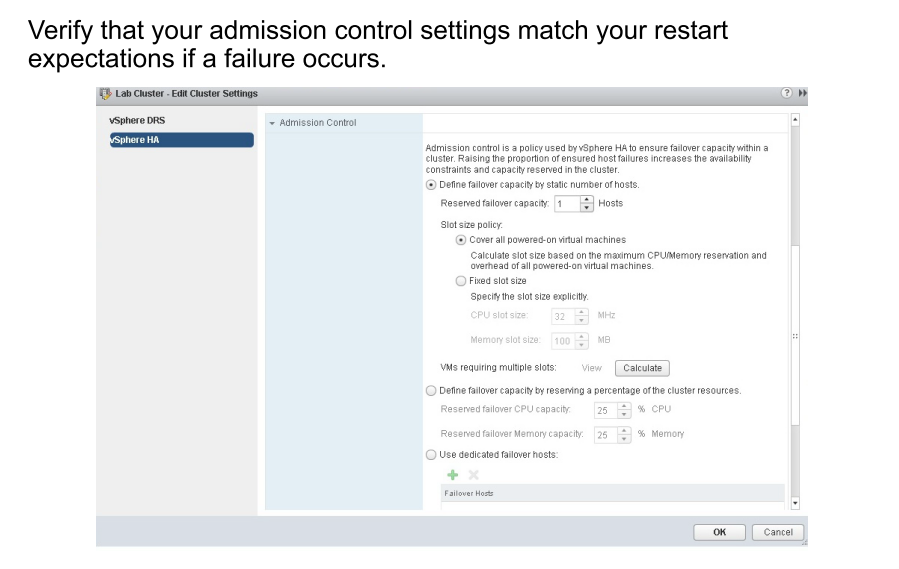 Verify that your admission control settings match your restart
expectations if a failure occurs.
Lab Cluster - Edit Cluster Settings
vSphere DRS
vSphere HA
Admission Control
Admission control is a policy used by vSphere HA to ensure failover capacity within a
cluster. Raising the proportion of ensured host failures increases the availability
constraints and capacity reserved in the cluster.
Define failover capacity by static number of hosts.
Reserved failover capacity: 1 Hosts
Slot size policy:
Cover all powered-on virtual machines
Calculate slot size based on the maximum CPU/Memory reservation and
overhead of all powered-on virtual machines.
Fixed slot size
Specify the slot size explicitly.
CPU slot size: 32 MHz
Memory slot size: 100 MB
VMs requiring multiple slots: View Calculate
Define failover capacity by reserving a percentage of the cluster resources.
Reserved failover CPU capacity: 25 % CPU
Reserved failover Memory capacity: 25 % Memory
Use dedicated failover hosts:
Failover Hosts
OK Cancel